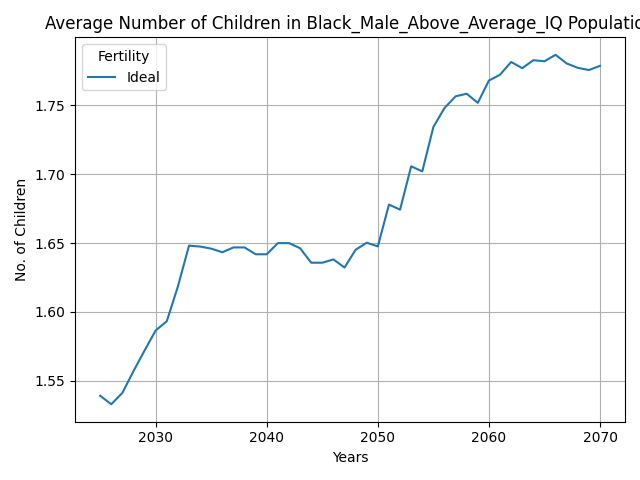 Average Number of Children in Black_Male_Above_Average_IQ Populatio
Fertility
Ideal
No. of Children
1.75
1.70
1.65
1.60
1.55
2030 2040 2050 2060 2070
Years